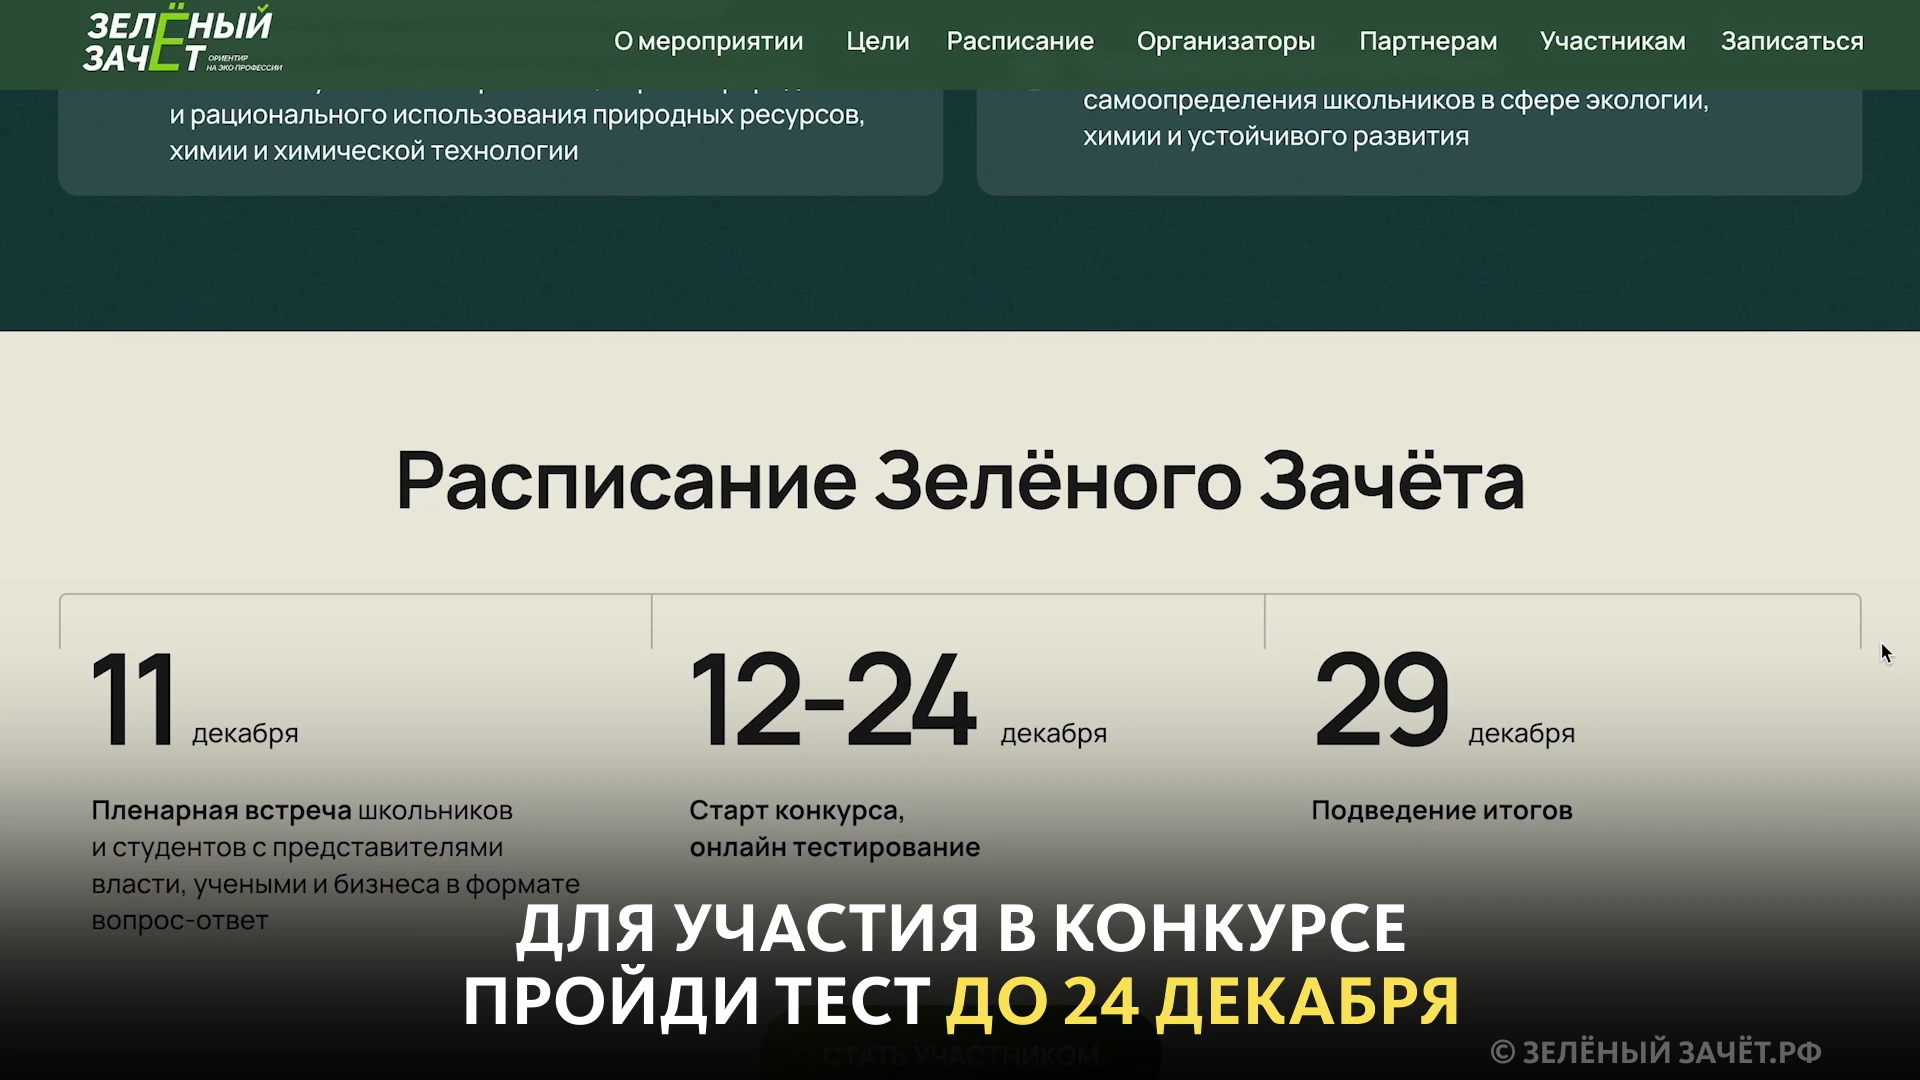 ЗЕЛЁНЫЙ
ЗАЧЕТ
ОРИЕНТИР
НА ЭКО-ПРОФЕССИИ
О мероприятии Цели Расписание Организаторы Партнерам Участникам Записаться
и рационального использования природных ресурсов,
химии и химической технологии
самоопределения школьников в сфере экологии,
химии и устойчивого развития
Расписание Зелёного Зачёта
11 декабря
Пленарная встреча школьников
и студентов с представителями
власти, учеными и бизнеса в формате
вопрос-ответ
12-24 декабря
Старт конкурса,
онлайн тестирование
29 декабря
Подведение итогов
ДЛЯ УЧАСТИЯ В КОНКУРСЕ
ПРОЙДИ ТЕСТ ДО 24 ДЕКАБРЯ
СТАТЬ УЧАСТНИКОМ
© ЗЕЛЁНЫЙ ЗАЧЁТ.РФ